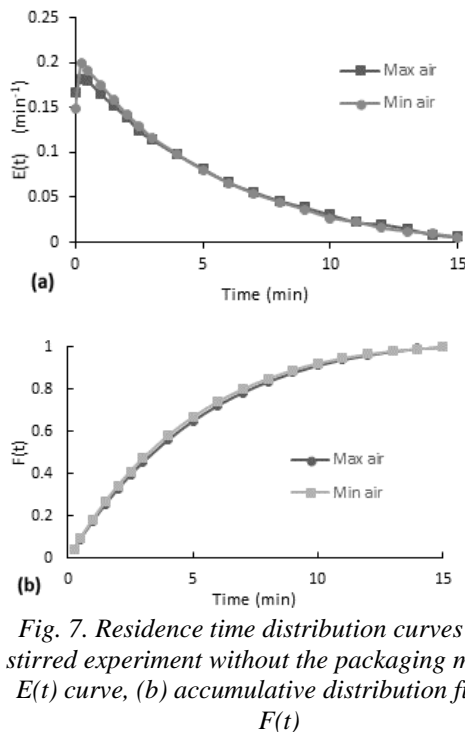 0.25
0.2
0.15
0.1
0.05
0
E(t) (min⁻¹)
Max air
Min air
0 5 10 15
Time (min)
(a)
1
0.8
0.6
0.4
0.2
0
F(t)
Max air
Min air
0 5 10 15
Time (min)
(b)
Fig. 7. Residence time distribution curves
stirred experiment without the packaging
E(t) curve, (b) accumulative distribution
F(t)